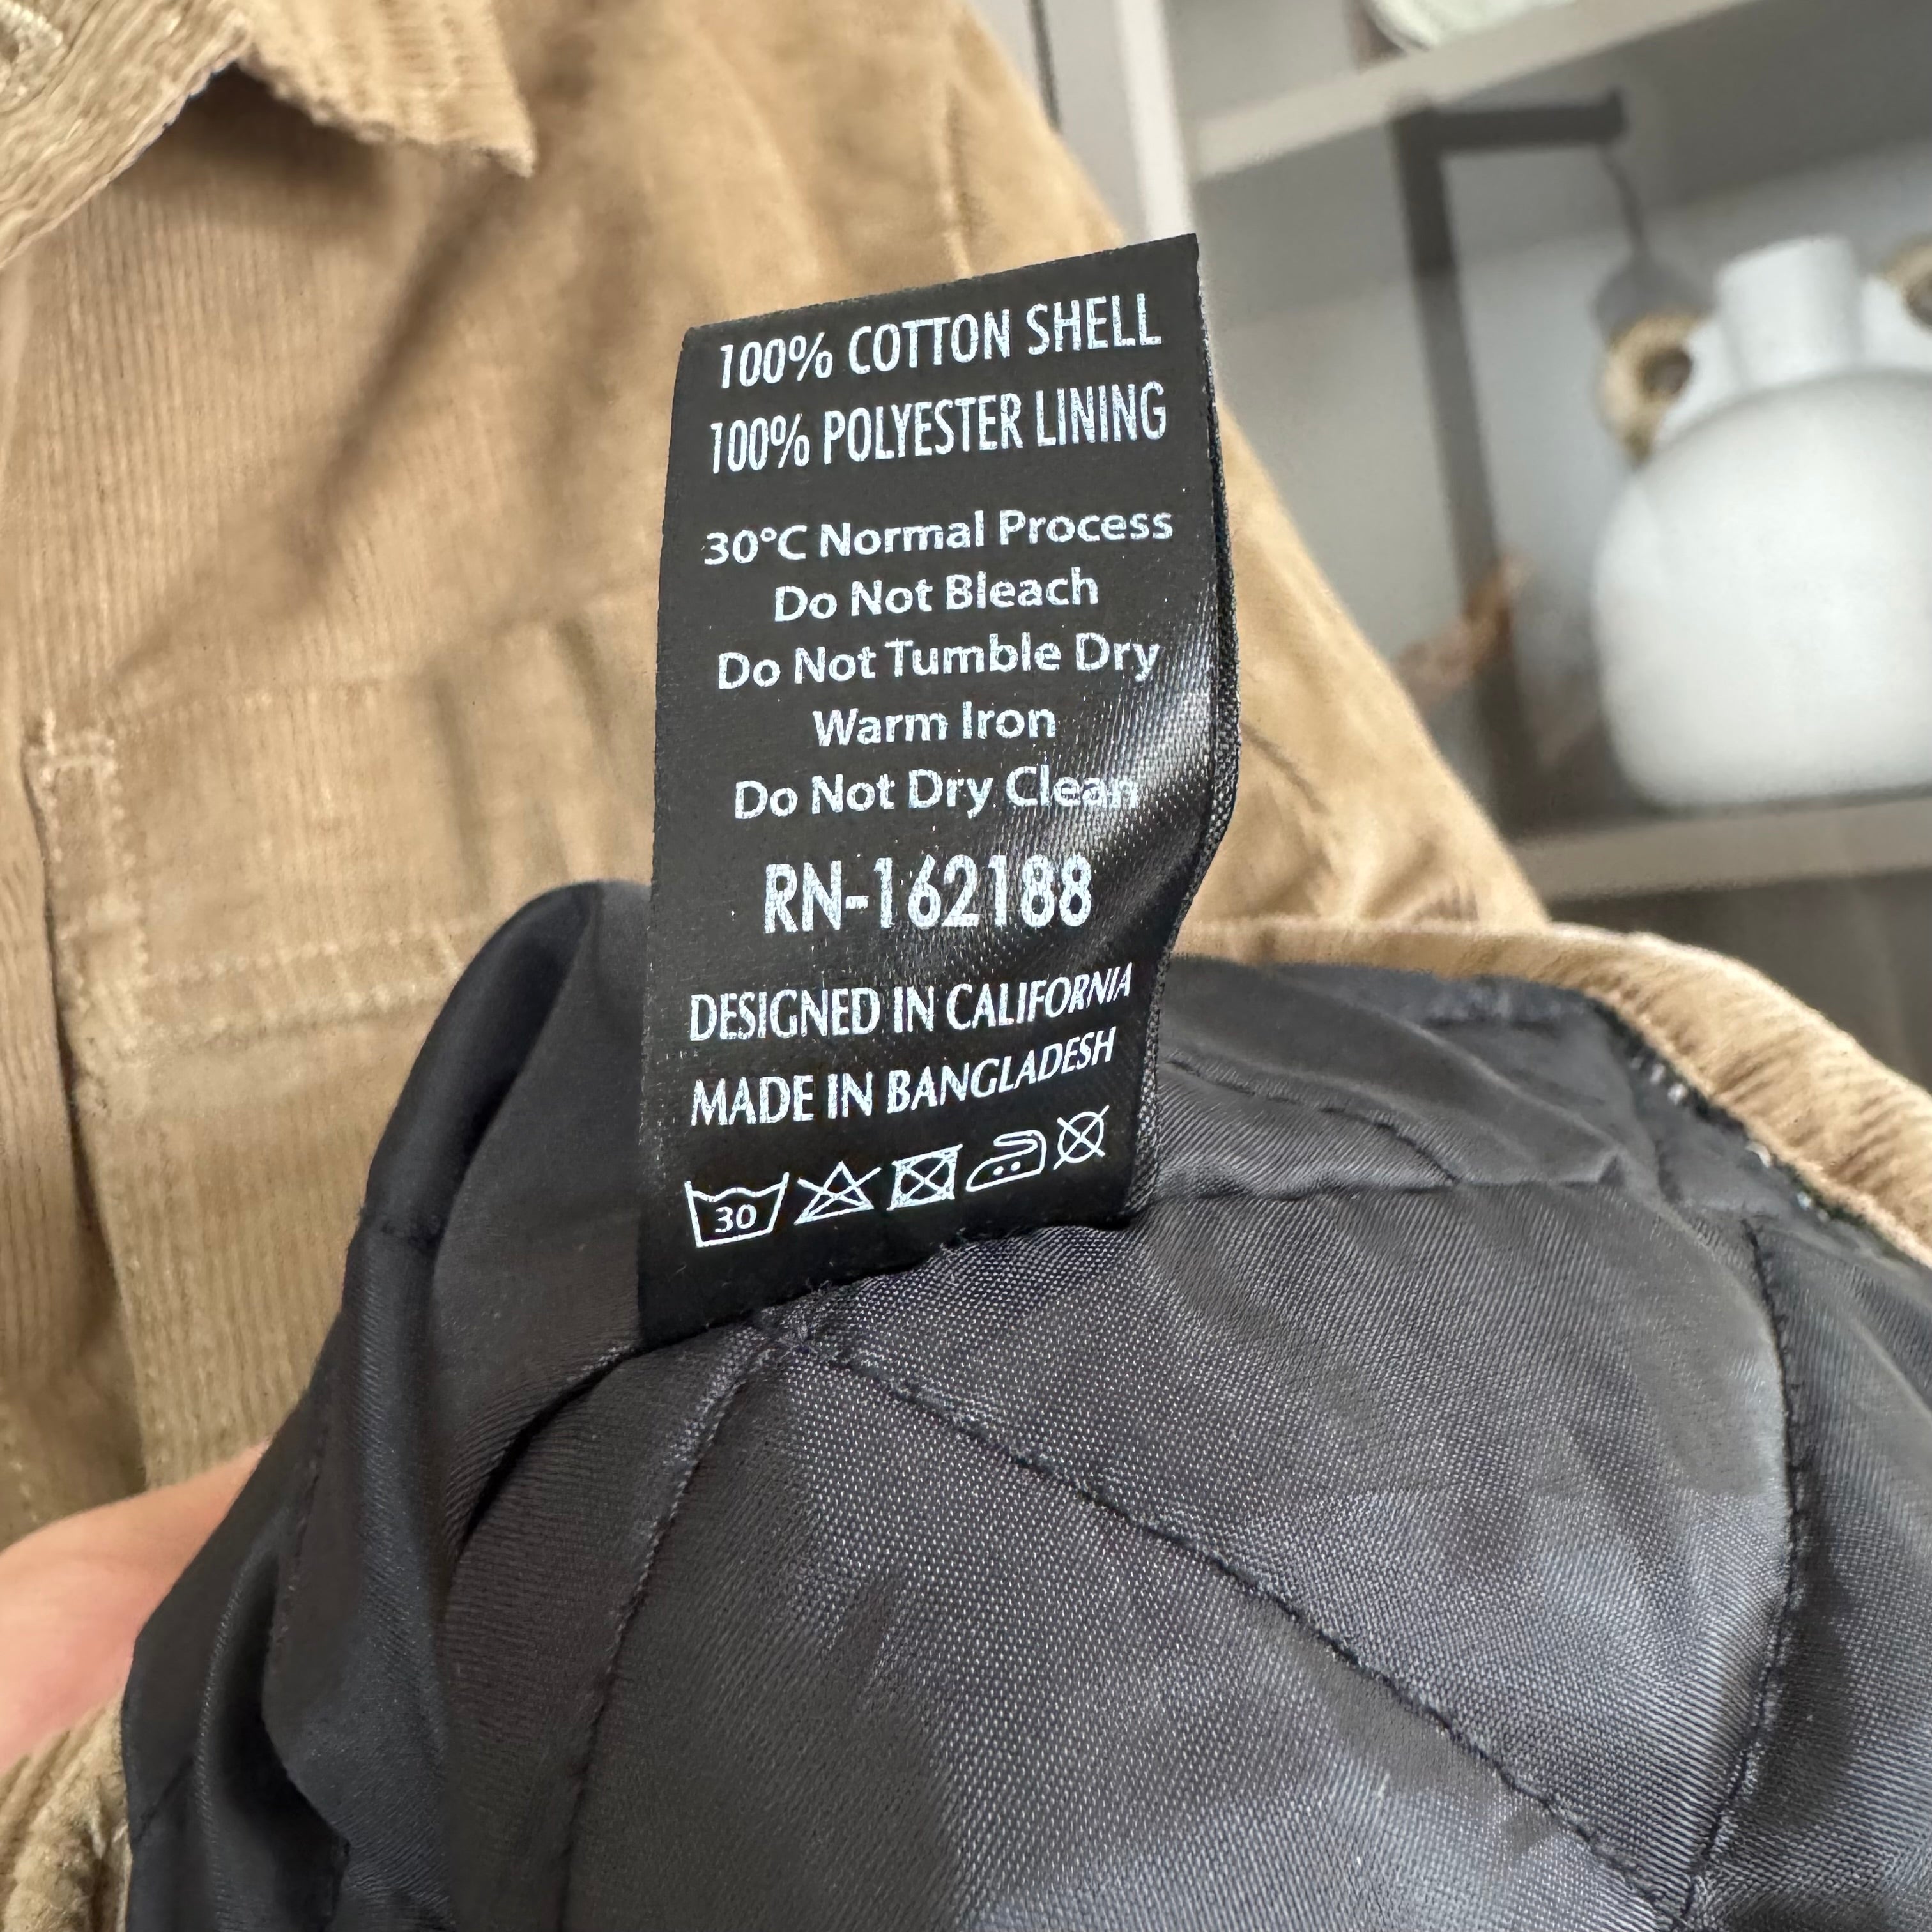 100% COTTON SHELL
100% POLYESTER LINING
30°C Normal Process
Do Not Bleach
Do Not Tumble Dry
Warm Iron
Do Not Dry Clean
RN-162188
DESIGNED IN CALIFORNIA
MADE IN BANGLADESH
30